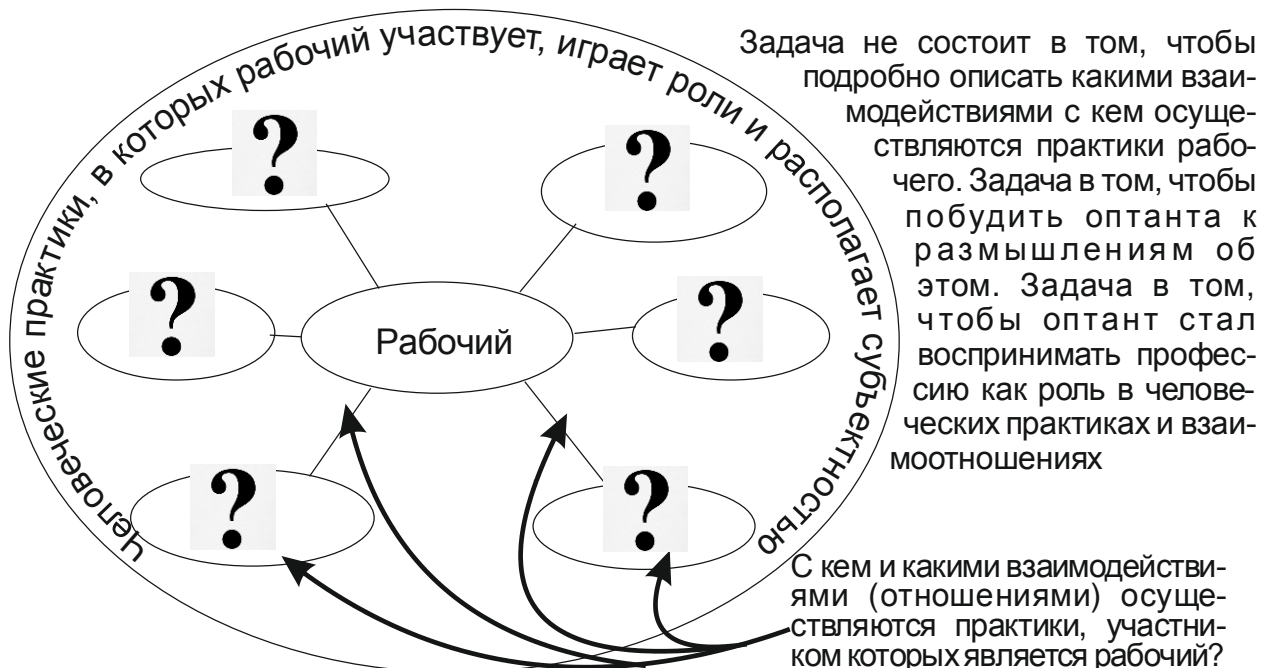 Человеческие практики, в которых рабочий участвует, играет роли и располагает субъектностью
Задача не состоит в том, чтобы
подробно описать какими взаи-
модействиями с кем осуще-
ствляются практики рабо-
чего. Задача в том, чтобы
побудить оптанта к
размышлениям об
этом. Задача в том,
чтобы оптант стал
воспринимать профес-
сию как роль в челове-
ческих практиках и взаи-
моотношениях
?
?
?
Рабочий
?
?
?
С кем и какими взаимодействи-
ями (отношениями) осуще-
ствляются практики, участни-
ком которых является рабочий?